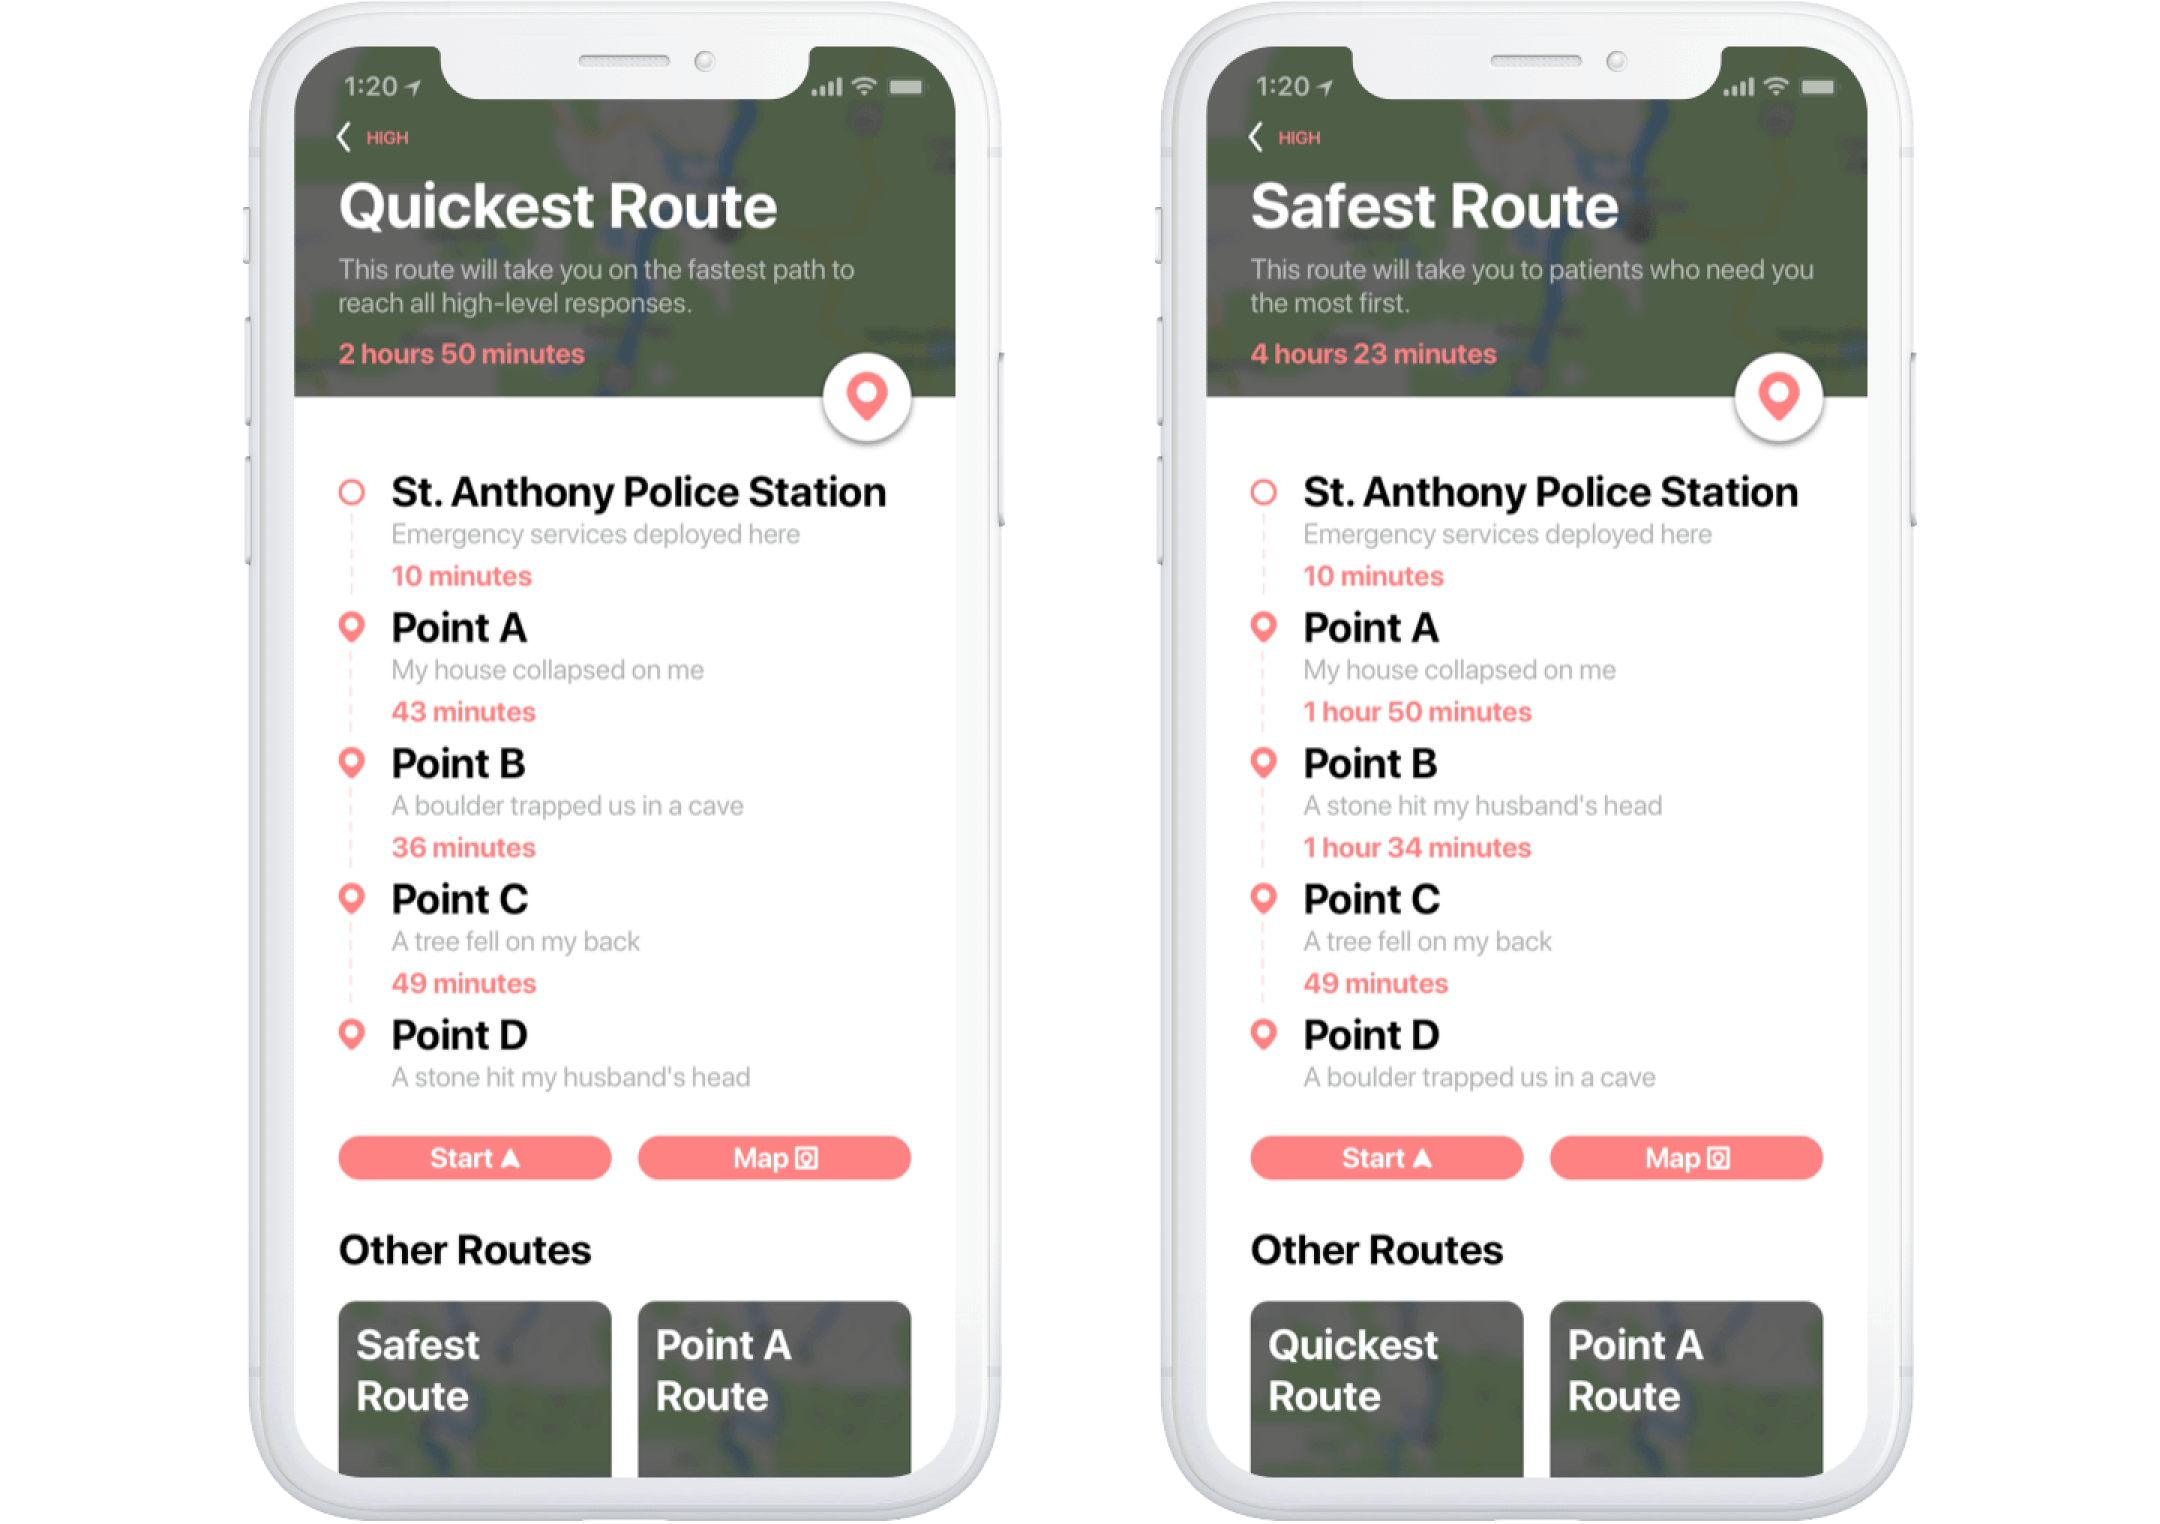 1:20
HIGH
Quickest Route
This route will take you on the fastest path to
reach all high-level responses.
2 hours 50 minutes
St. Anthony Police Station
Emergency services deployed here
10 minutes
Point A
My house collapsed on me
43 minutes
Point B
A boulder trapped us in a cave
36 minutes
Point C
A tree fell on my back
49 minutes
Point D
A stone hit my husband's head
Start
Map
Other Routes
Safest
Route
Point A
Route
1:20
HIGH
Safest Route
This route will take you to patients who need you
the most first.
4 hours 23 minutes
St. Anthony Police Station
Emergency services deployed here
10 minutes
Point A
My house collapsed on me
1 hour 50 minutes
Point B
A stone hit my husband's head
1 hour 34 minutes
Point C
A tree fell on my back
49 minutes
Point D
A boulder trapped us in a cave
Start
Map
Other Routes
Quickest
Route
Point A
Route